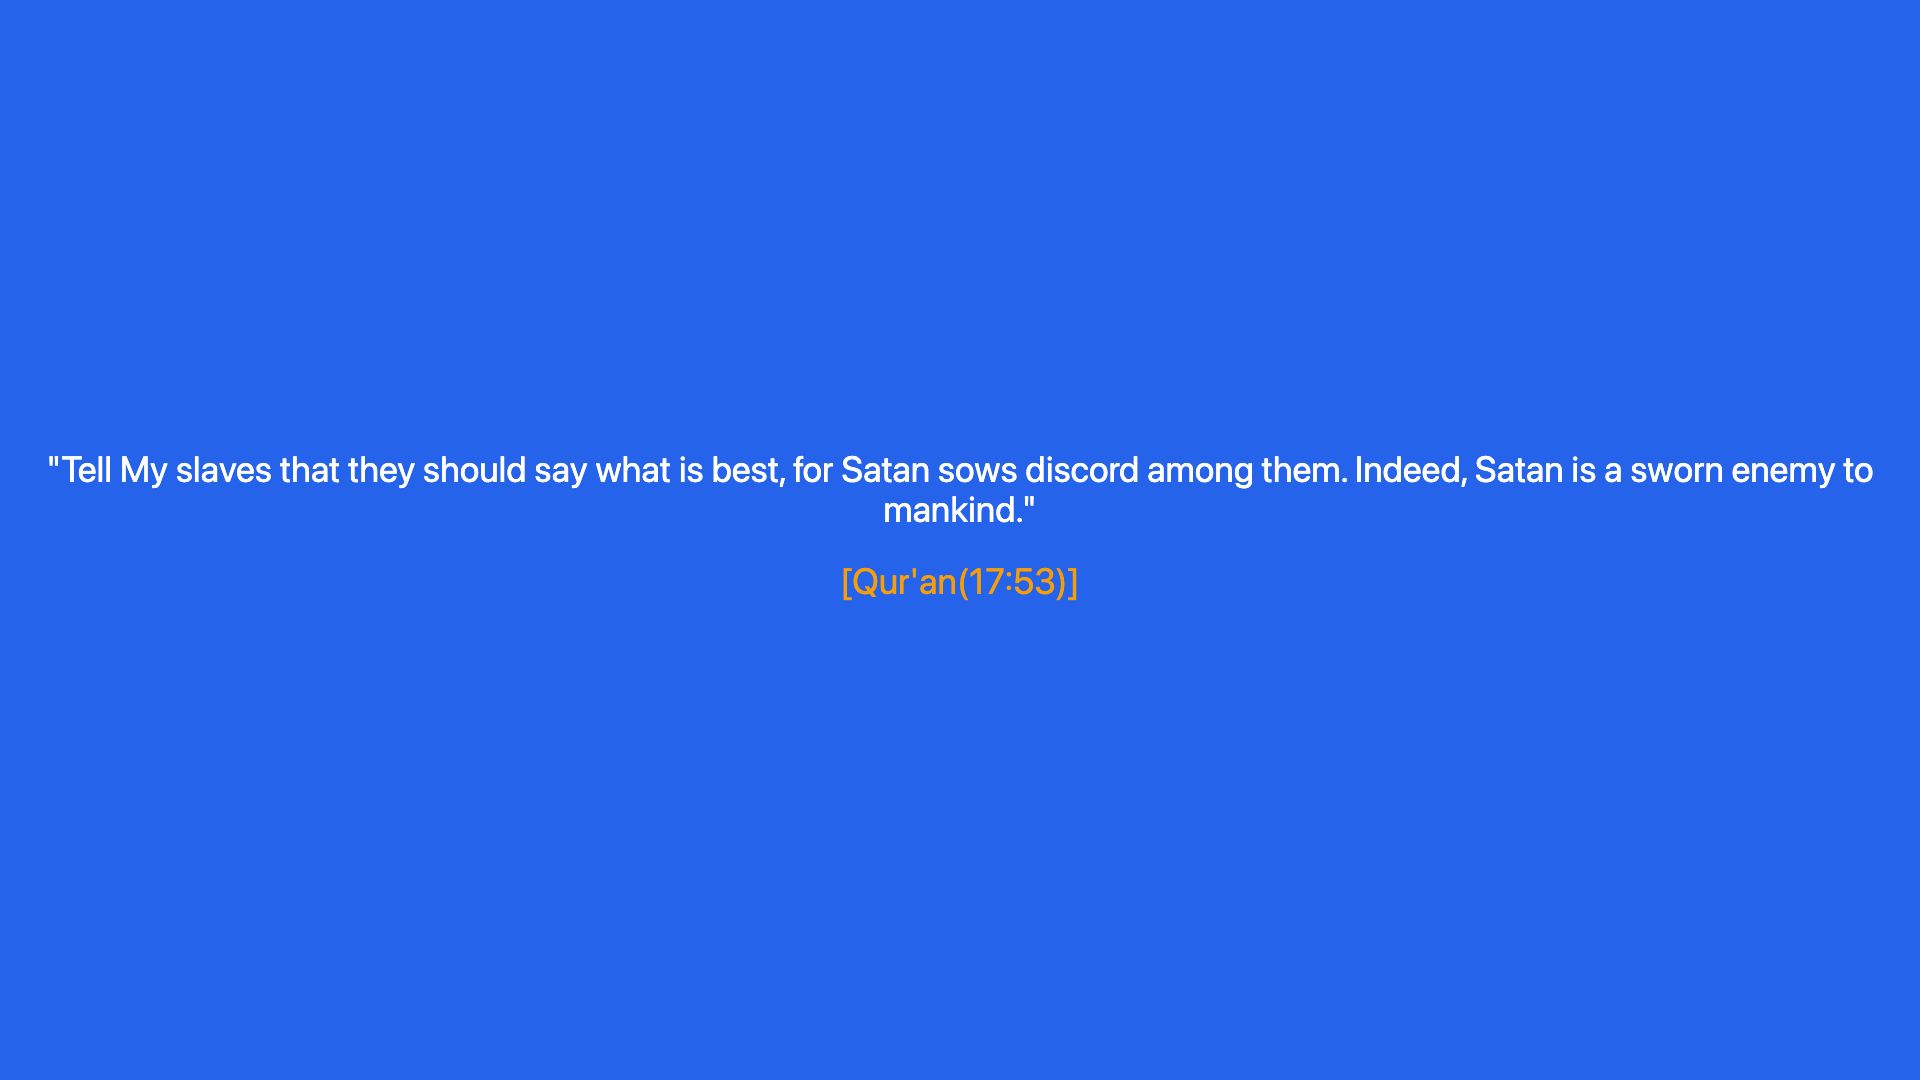 "Tell My slaves that they should say what is best, for Satan sows discord among them. Indeed, Satan is a sworn enemy to
mankind."
[Qur'an(17:53)]